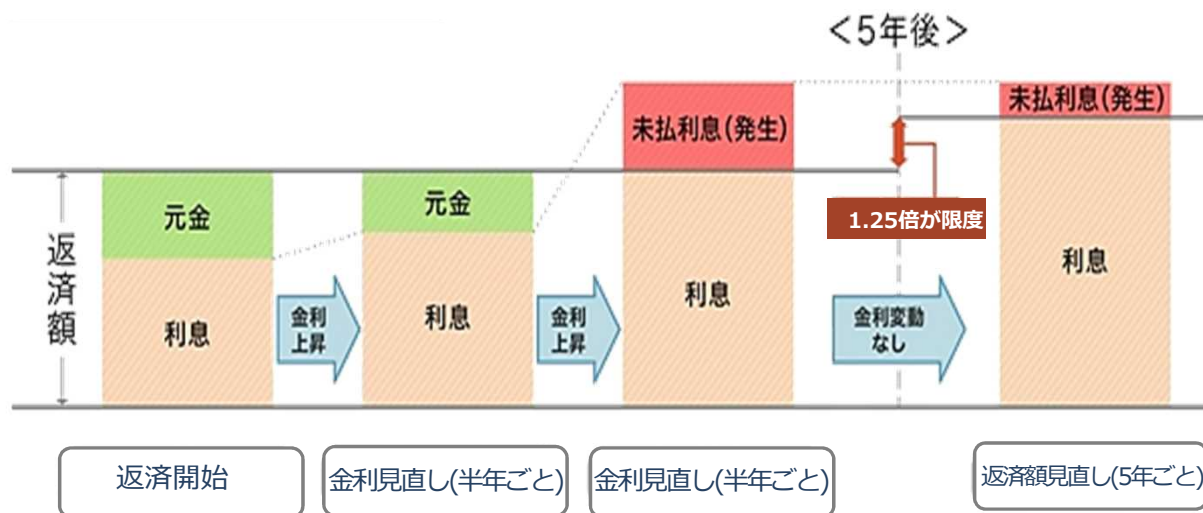 <5年後>
未払利息(発生)
未払利息(発生)
元金
元金
1.25倍が限度
返済額
利息
利息
利息
利息
金利
上昇
金利
上昇
金利変動
なし
返済開始
金利見直し(半年ごと)
金利見直し(半年ごと)
返済額見直し(5年ごと)